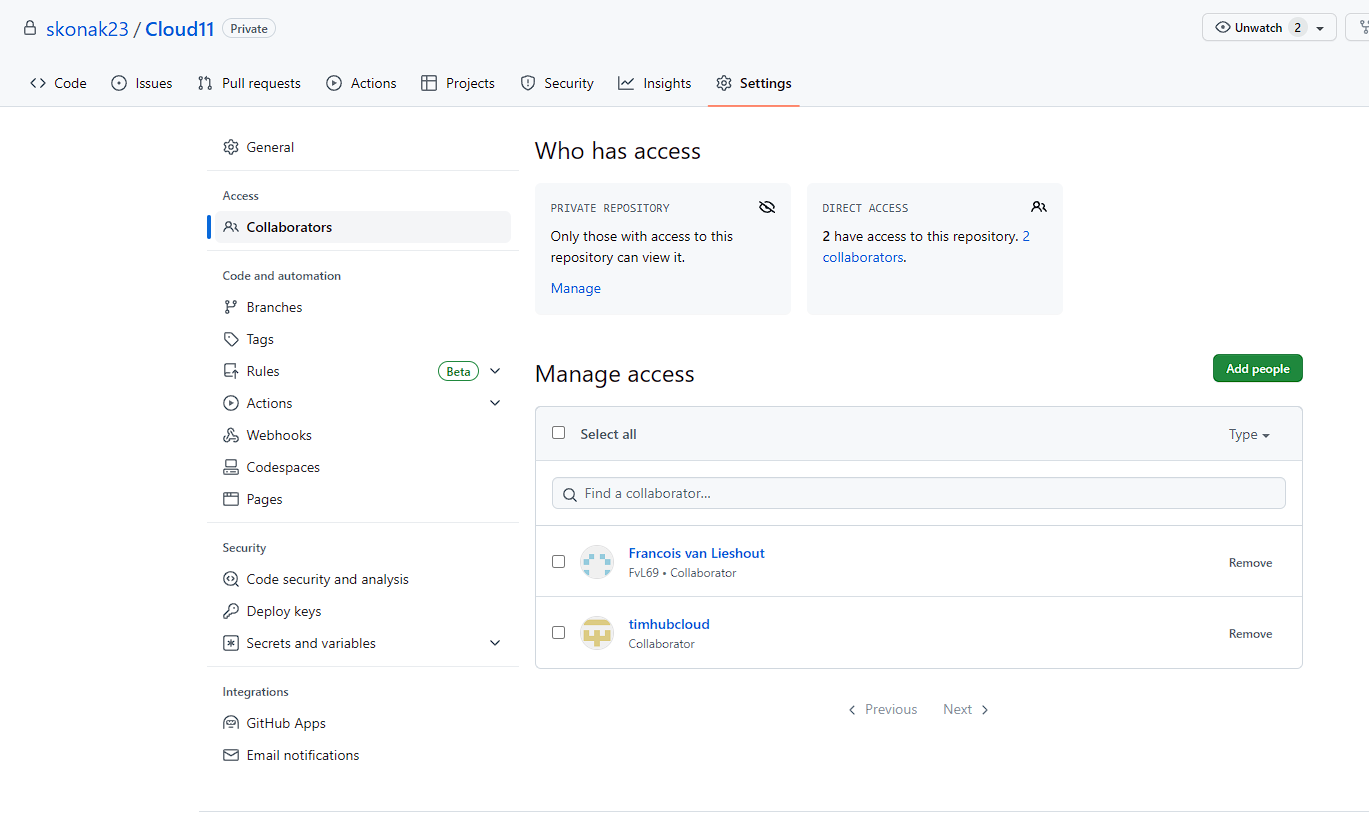 skonak23 / Cloud11 Private
Unwatch 2
Code Issues Pull requests Actions Projects Security Insights Settings
General
Access
Collaborators
Code and automation
Branches
Tags
Rules Beta
Actions
Webhooks
Codespaces
Pages
Security
Code security and analysis
Deploy keys
Secrets and variables
Integrations
GitHub Apps
Email notifications
Who has access
PRIVATE REPOSITORY
Only those with access to this
repository can view it.
Manage
DIRECT ACCESS
2 have access to this repository. 2
collaborators.
Manage access
Add people
Select all
Type
Find a collaborator...
Francois van Lieshout
FvL69 • Collaborator
Remove
timhubcloud
Collaborator
Remove
Previous Next